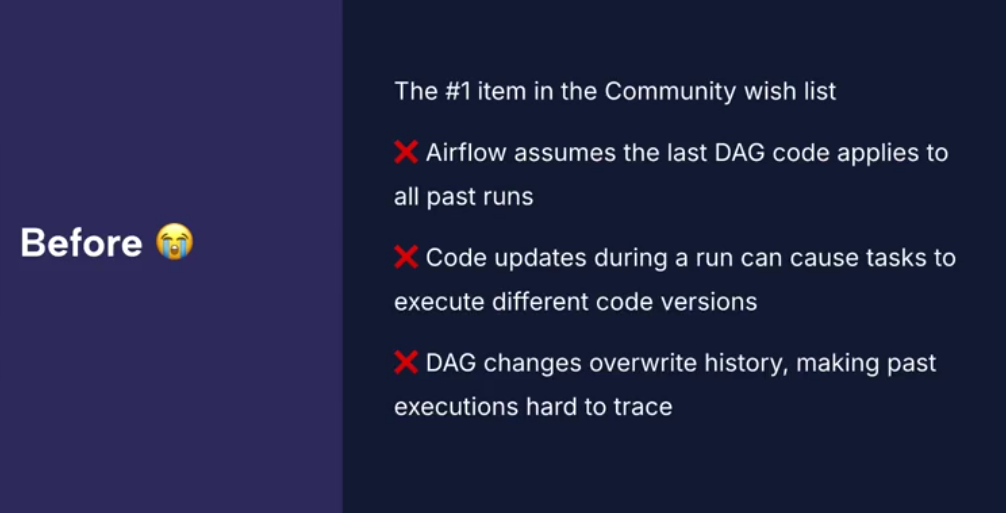 Before 😭
The #1 item in the Community wish list
❌ Airflow assumes the last DAG code applies to
all past runs
❌ Code updates during a run can cause tasks to
execute different code versions
❌ DAG changes overwrite history, making past
executions hard to trace